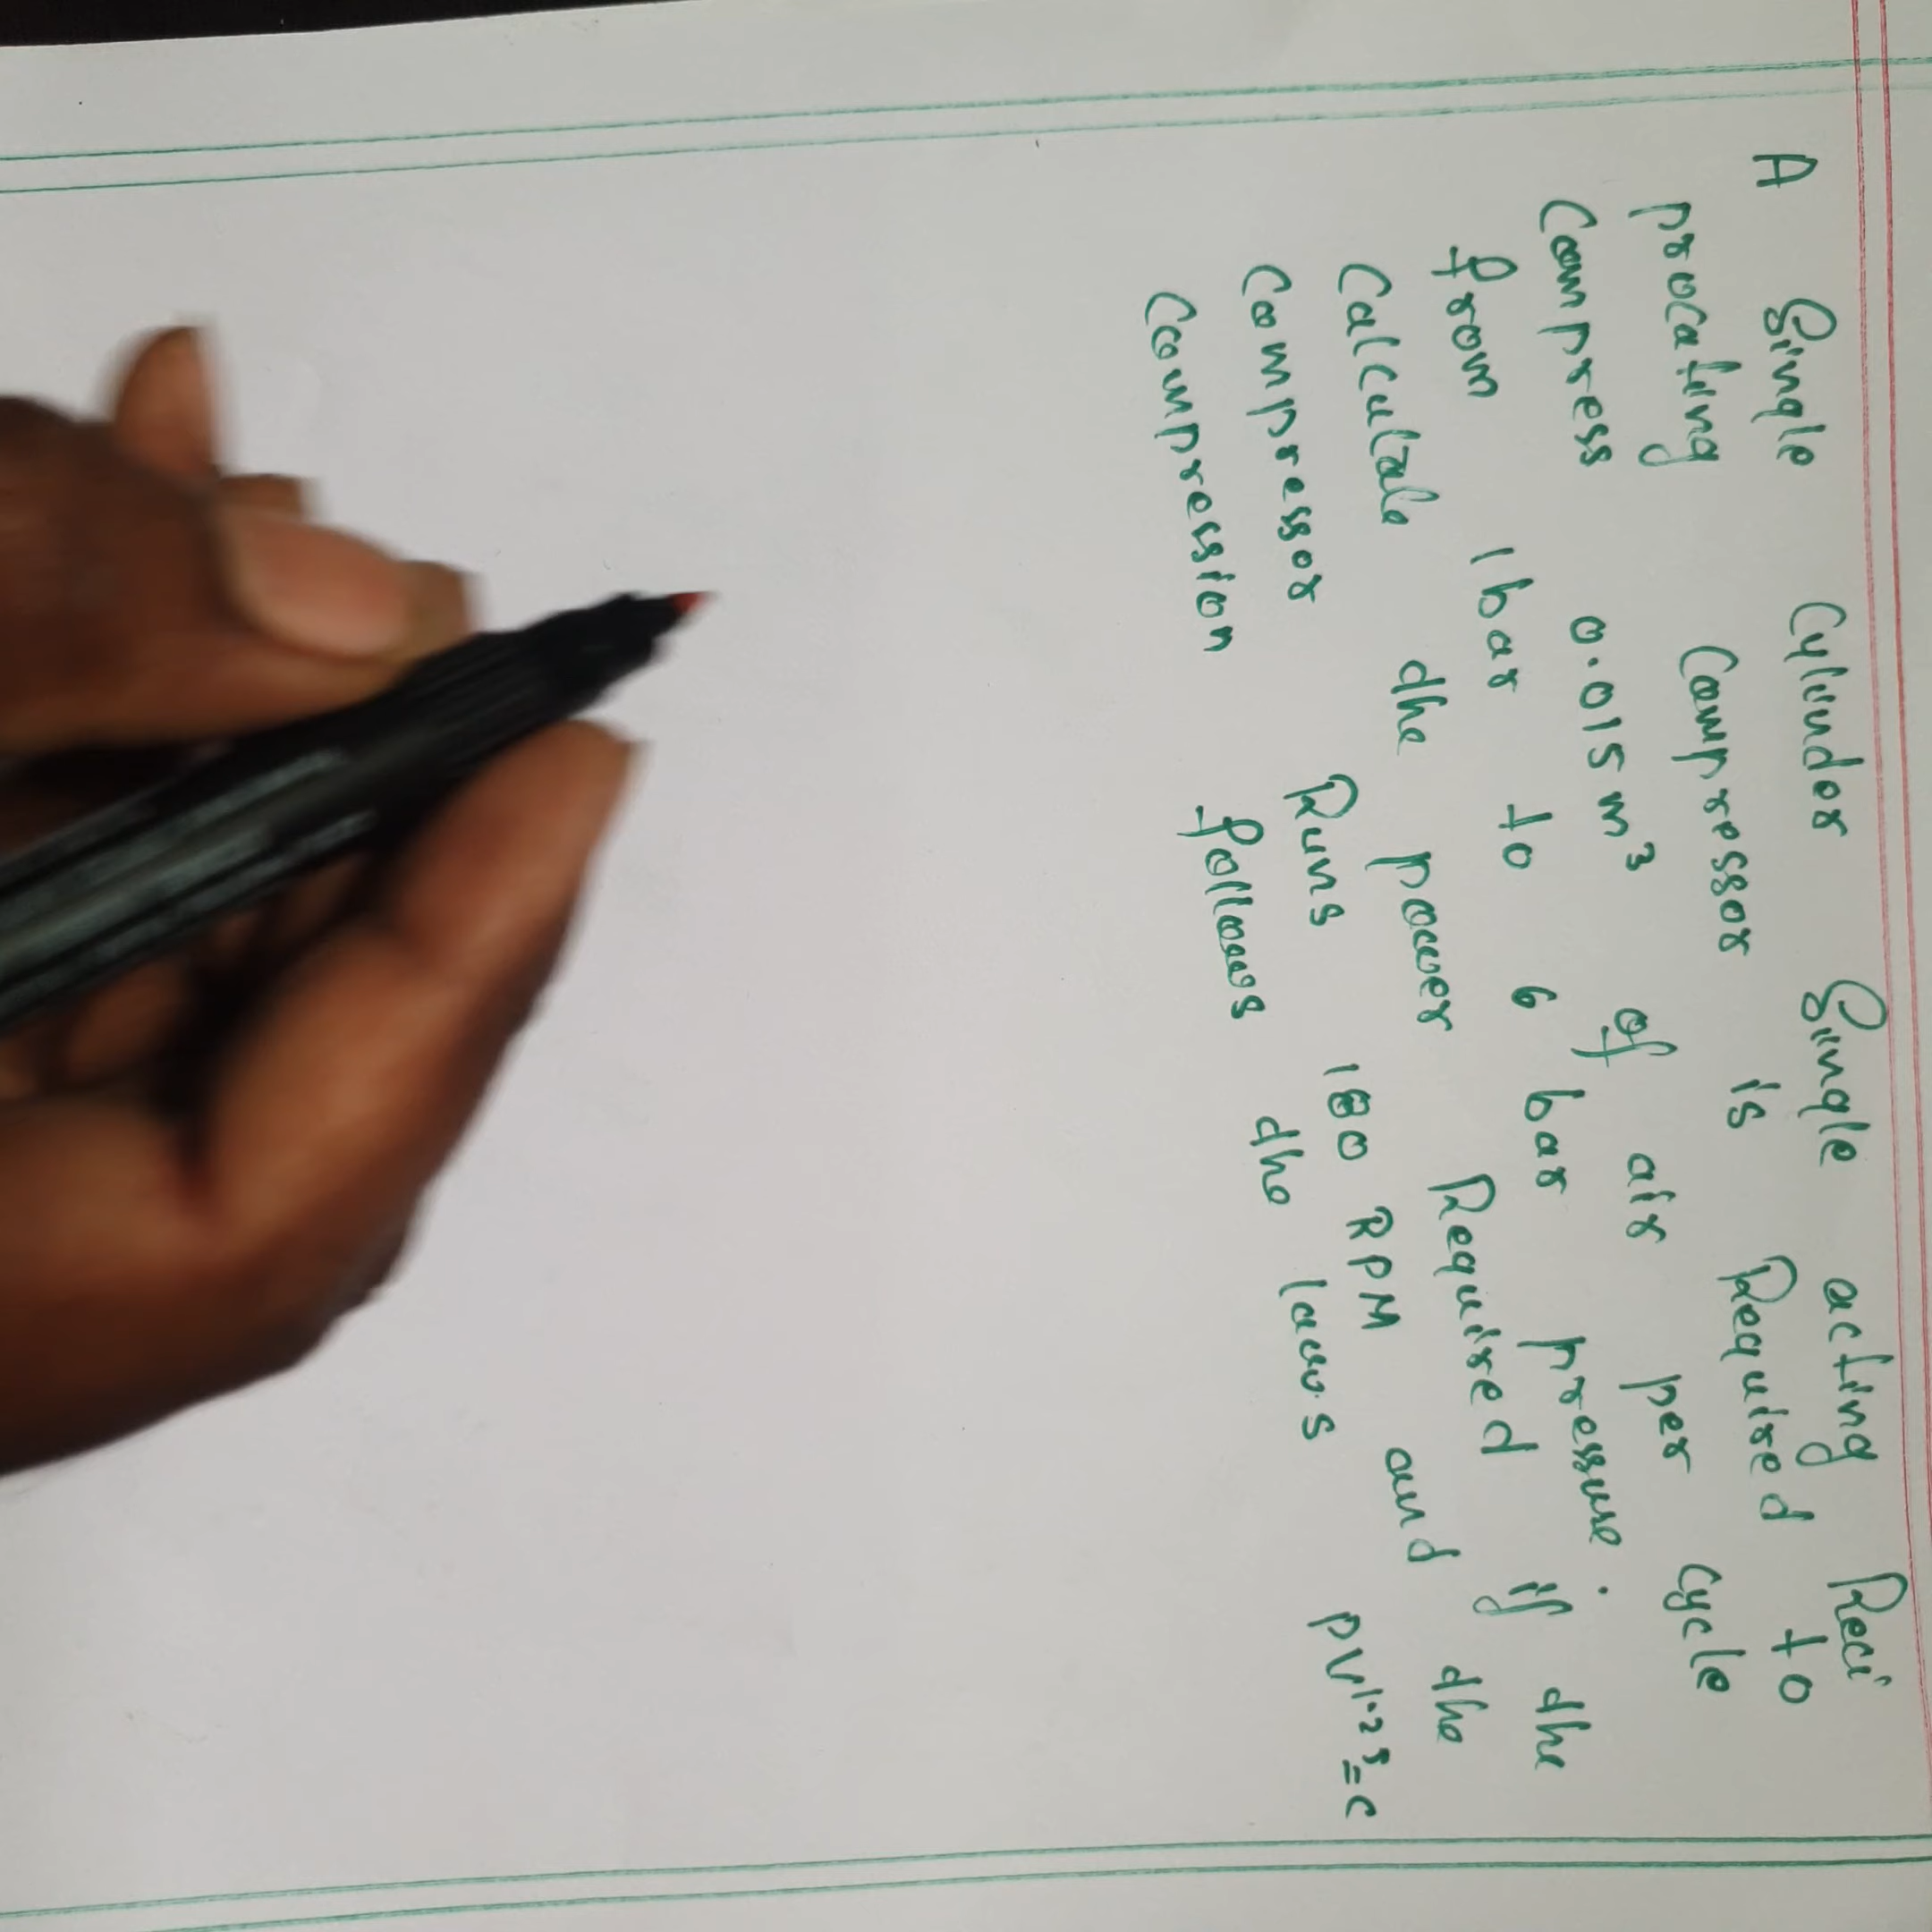 A Single Cylinder Single acting Reci
procating Compressor is Required to
Compress 0.015 m³ of air per cycle
from 1 bar to 6 bar pressure.
Calculate the power Required if the
Compressor Runs 180 RPM and the
Compression follows the laws PV^1.25=C